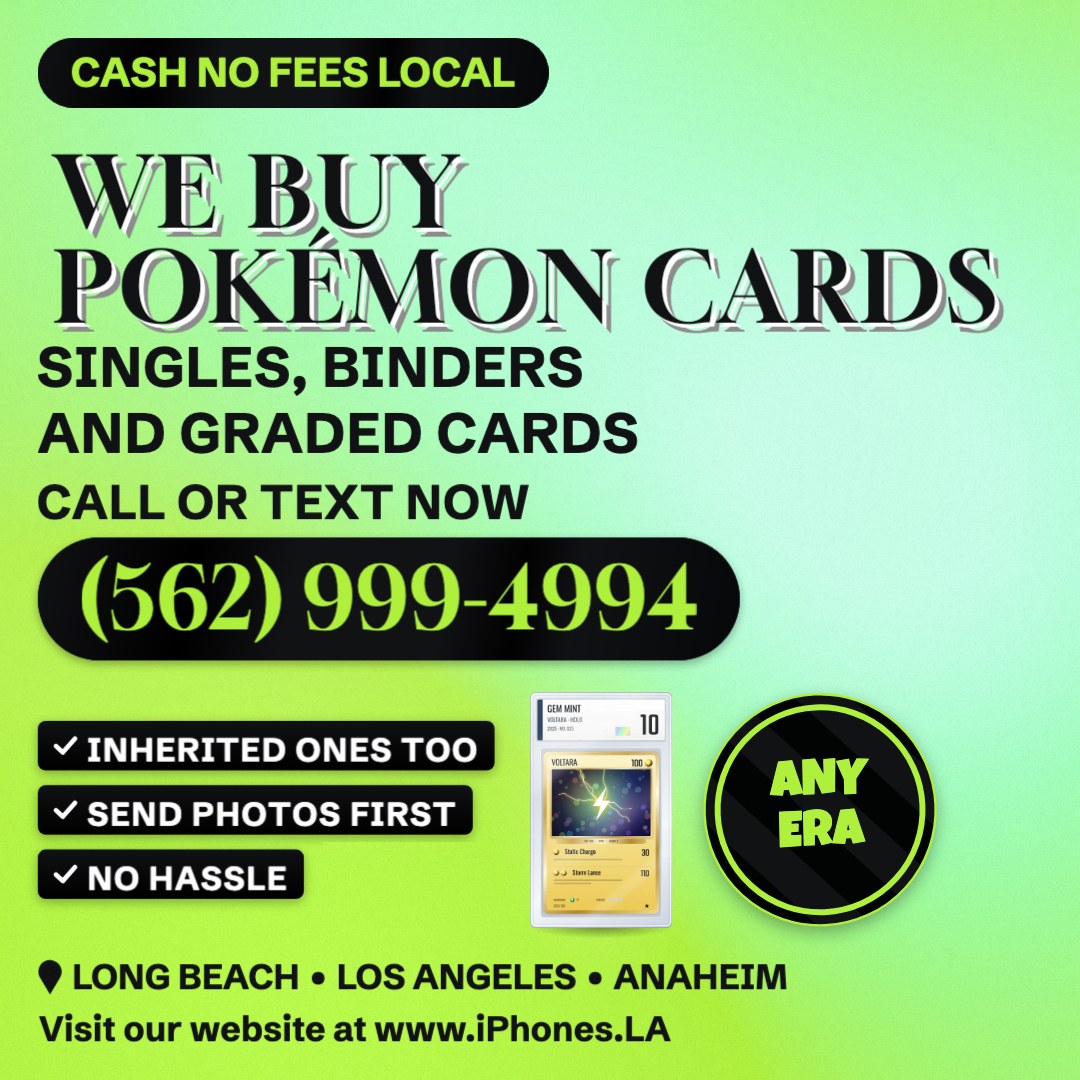 CASH NO FEES LOCAL
WE BUY
POKÉMON CARDS
SINGLES, BINDERS
AND GRADED CARDS
CALL OR TEXT NOW
(562) 999-4994
INHERITED ONES TOO
SEND PHOTOS FIRST
NO HASSLE
GEM MINT
VOLTARA · HOLO
10
VOLTARA 100
Static Charge 30
Storm Lance 110
ANY
ERA
LONG BEACH • LOS ANGELES • ANAHEIM
Visit our website at www.iPhones.LA